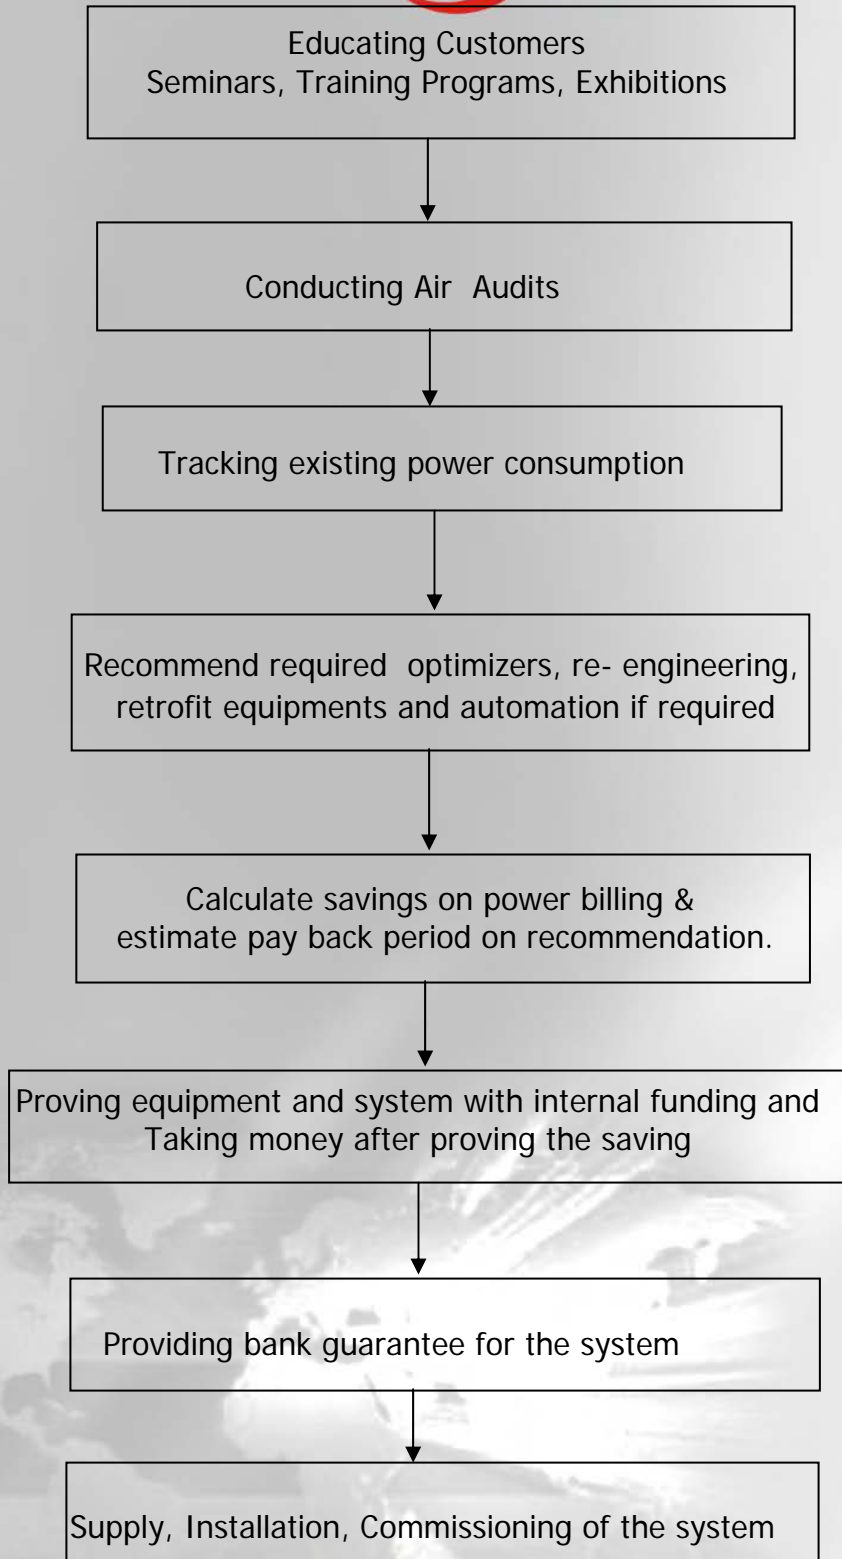 Educating Customers
Seminars, Training Programs, Exhibitions
Conducting Air Audits
Tracking existing power consumption
Recommend required optimizers, re- engineering,
retrofit equipments and automation if required
Calculate savings on power billing &
estimate pay back period on recommendation.
Proving equipment and system with internal funding and
Taking money after proving the saving
Providing bank guarantee for the system
Supply, Installation, Commissioning of the system